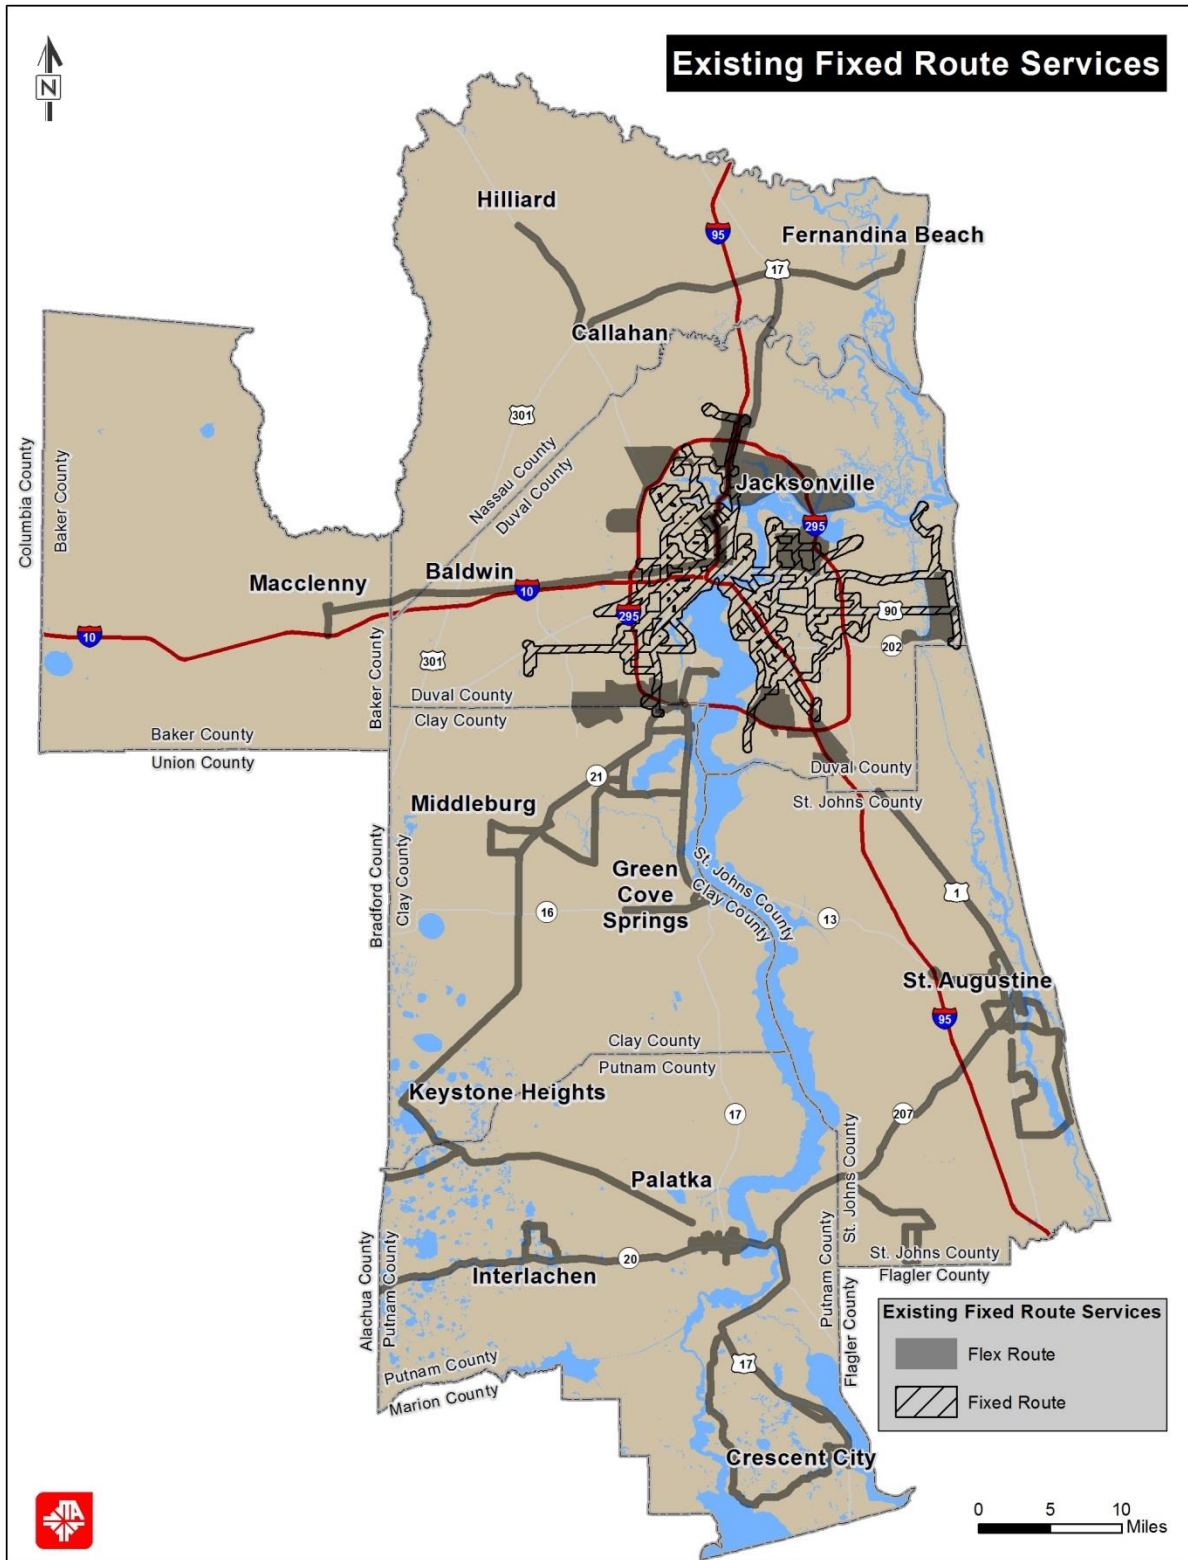 Existing Fixed Route Services
N
Hilliard
95
Fernandina Beach
17
Callahan
301
Nassau County
Duval County
Columbia County
Baker County
Jacksonville
295
Macclenny
Baldwin
10
10
295
90
202
301
Baker County
Duval County
Duval County
Clay County
Baker County
Union County
21
Duval County
St. Johns County
Middleburg
Bradford County
Clay County
Green
Cove
Springs
St. Johns County
Clay County
16
13
1
St. Augustine
95
Clay County
Putnam County
Keystone Heights
17
207
Palatka
St. Johns County
Putnam County
Alachua County
Putnam County
20
Interlachen
St. Johns County
Flagler County
Flagler County
Existing Fixed Route Services
Flex Route
Fixed Route
17
Putnam County
Marion County
Crescent City
JTA
0 5 10
Miles